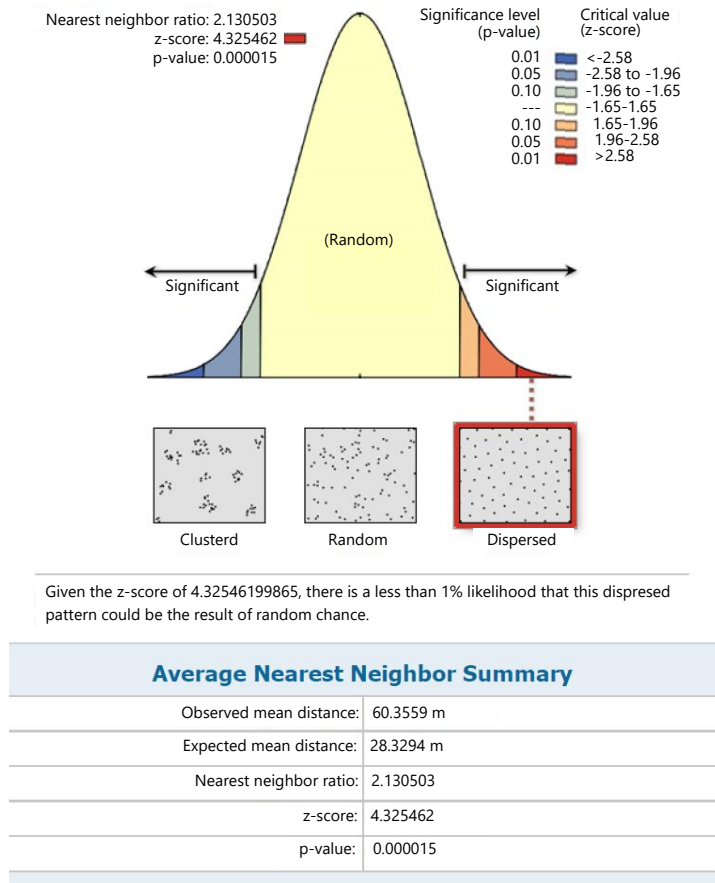 Nearest neighbor ratio: 2.130503
z-score: 4.325462
p-value: 0.000015
Significance level
(p-value)
Critical value
(z-score)
0.01 <-2.58
0.05 -2.58 to -1.96
0.10 -1.96 to -1.65
--- -1.65-1.65
0.10 1.65-1.96
0.05 1.96-2.58
0.01 >2.58
(Random)
Significant
Significant
Clusterd
Random
Dispersed
Given the z-score of 4.32546199865, there is a less than 1% likelihood that this dispresed
pattern could be the result of random chance.
Average Nearest Neighbor Summary
Observed mean distance: 60.3559 m
Expected mean distance: 28.3294 m
Nearest neighbor ratio: 2.130503
z-score: 4.325462
p-value: 0.000015